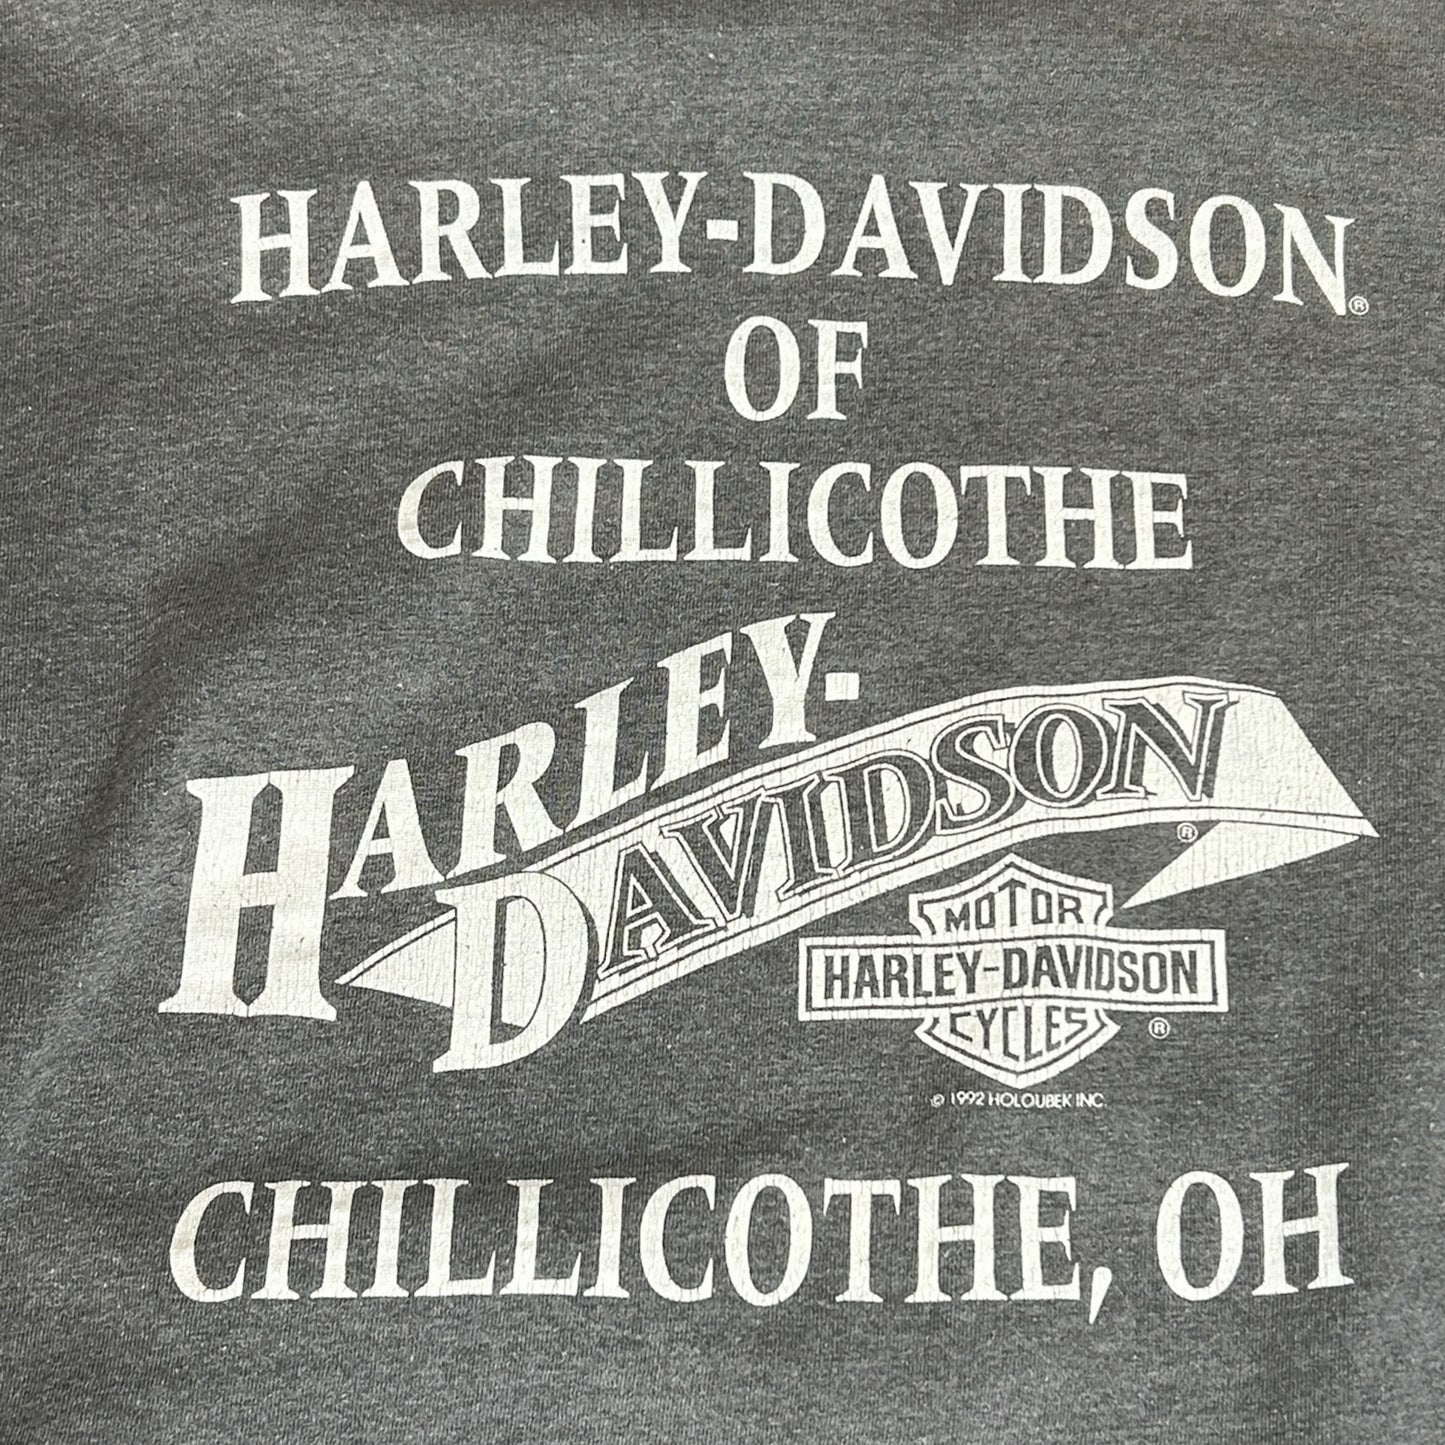 HARLEY-DAVIDSON®
OF
CHILLICOTHE
HARLEY-
DAVIDSON®
MOTOR
HARLEY-DAVIDSON
CYCLES ®
© 1992 HOLOUBEK INC.
CHILLICOTHE, OH